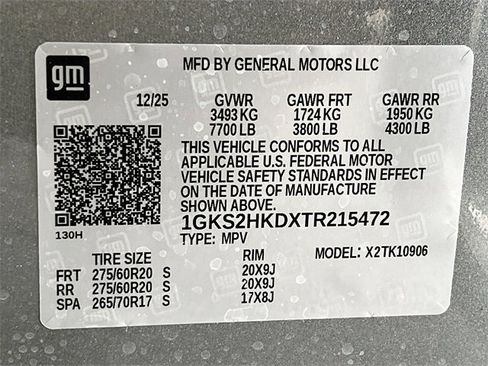 gm
MFD BY GENERAL MOTORS LLC
12/25 GVWR GAWR FRT GAWR RR
3493 KG 1724 KG 1950 KG
7700 LB 3800 LB 4300 LB
THIS VEHICLE CONFORMS TO ALL
APPLICABLE U.S. FEDERAL MOTOR
VEHICLE SAFETY STANDARDS IN EFFECT
ON THE DATE OF MANUFACTURE
SHOWN ABOVE.
130H
1GKS2HKDXTR215472
TYPE: MPV MODEL: X2TK10906
TIRE SIZE RIM
FRT 275/60R20 S 20X9J
RR 275/60R20 S 20X9J
SPA 265/70R17 S 17X8J